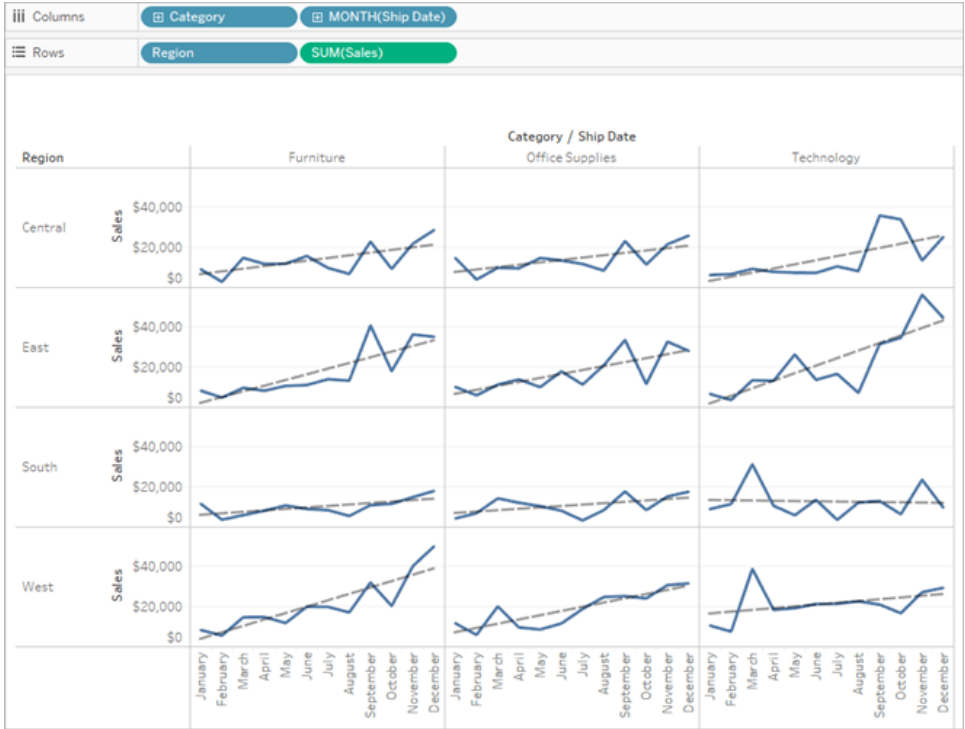 Columns Category MONTH(Ship Date)
Rows Region SUM(Sales)
Category / Ship Date
Region Furniture Office Supplies Technology
Central Sales $40,000
$20,000
$0
East Sales $40,000
$20,000
$0
South Sales $40,000
$20,000
$0
West Sales $40,000
$20,000
$0
January February March April May June July August September October November December January February March April May June July August September October November December January February March April May June July August September October November December